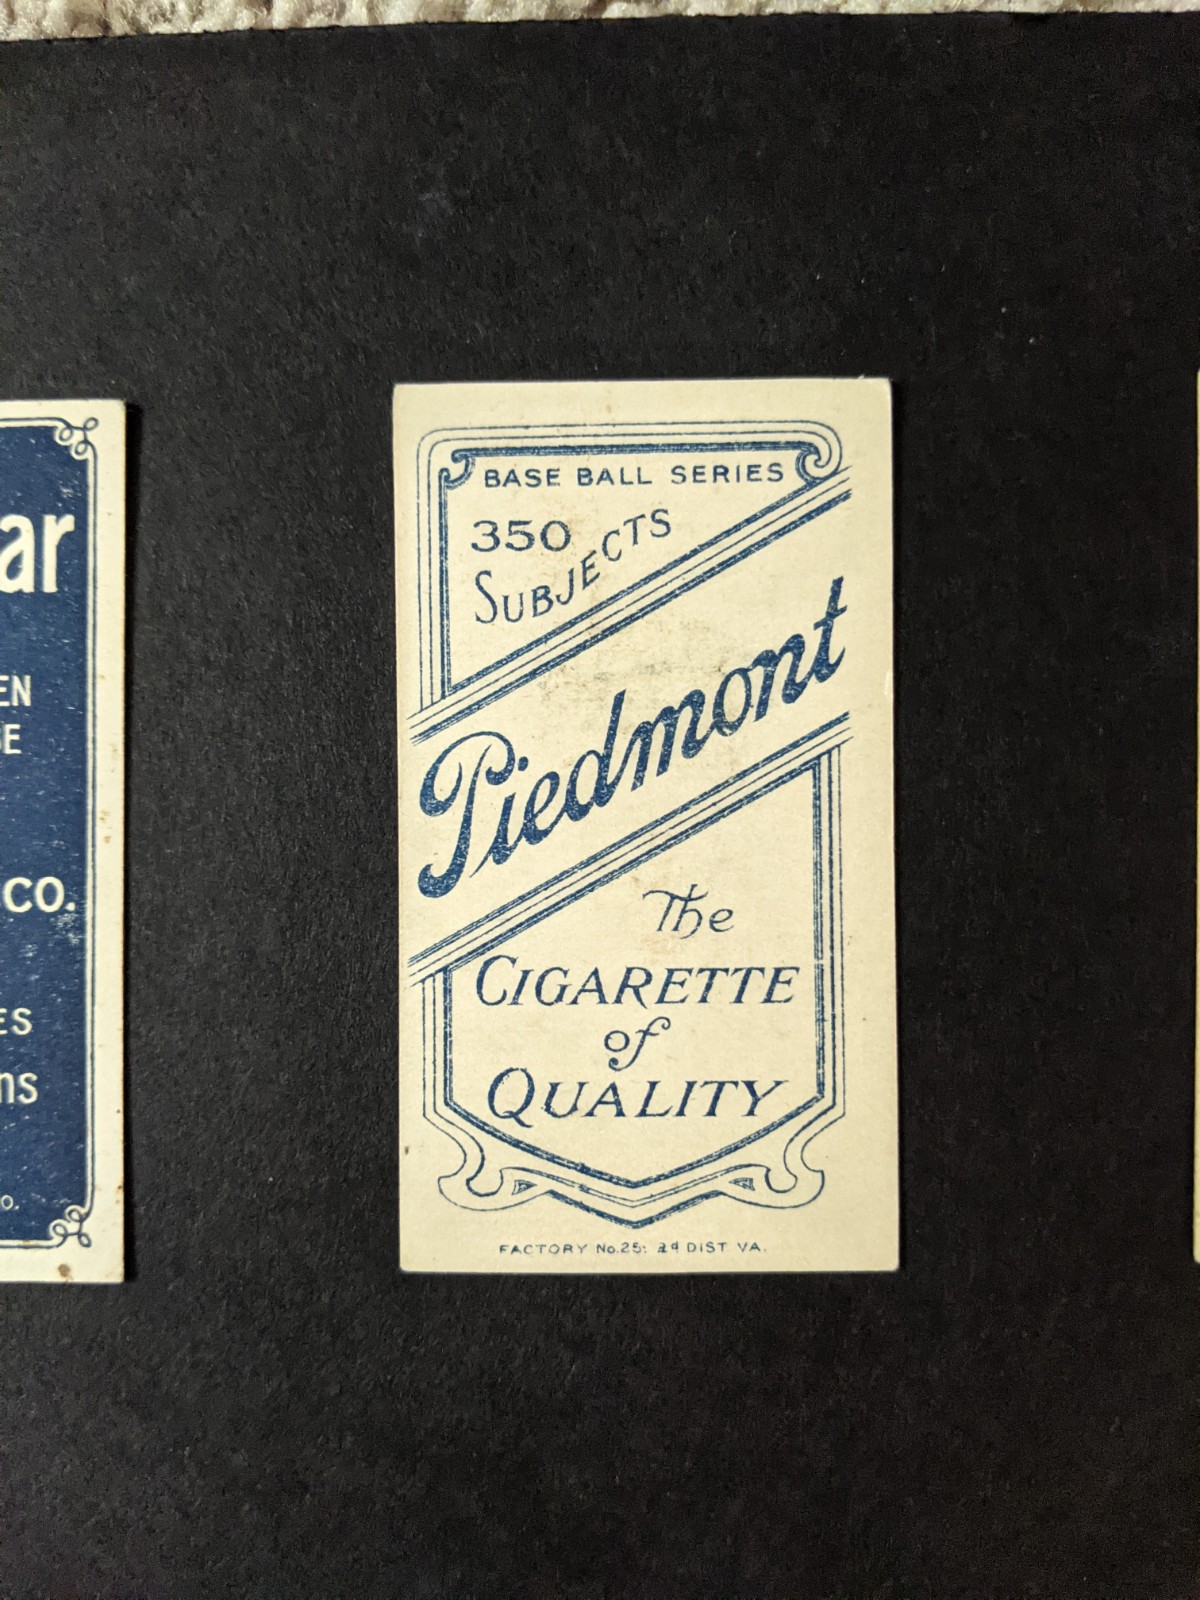 BASE BALL SERIES
350
SUBJECTS
Piedmont
The
CIGARETTE
of
QUALITY
FACTORY No.25: 2d DIST VA.
ar
EN
SE
CO.
ES
ns
o.